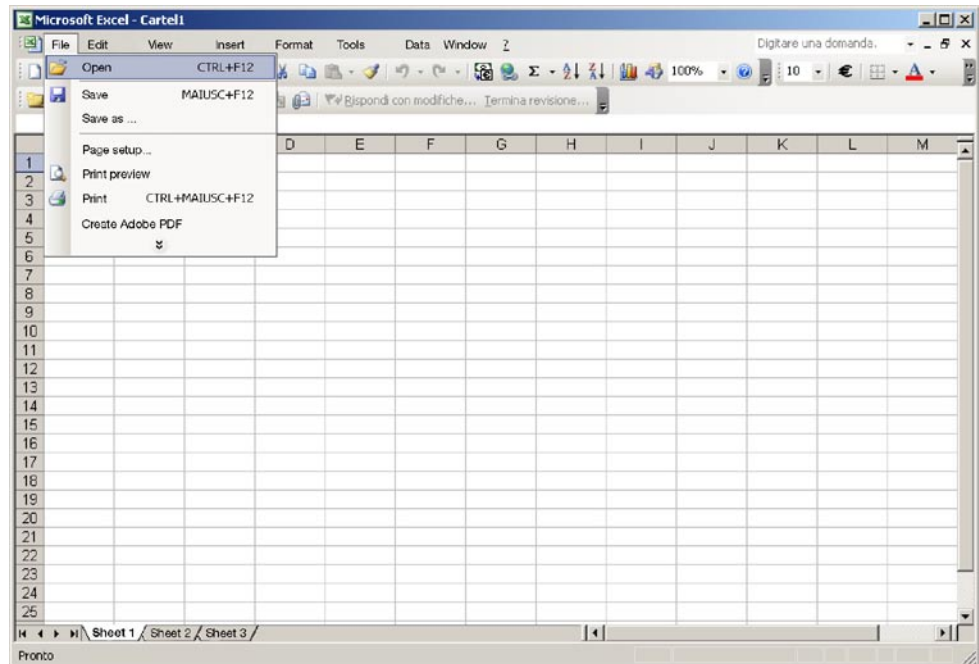 Microsoft Excel - Cartel1
File Edit View Insert Format Tools Data Window ? Digitare una domanda.
Open CTRL+F12
Save MAIUSC+F12
Save as ...
Page setup...
Print preview
Print CTRL+MAIUSC+F12
Create Adobe PDF
Σ 100% 10 € A
Rispondi con modifiche... Termina revisione...
D E F G H I J K L M
1
2
3
4
5
6
7
8
9
10
11
12
13
14
15
16
17
18
19
20
21
22
23
24
25
Sheet 1 Sheet 2 Sheet 3
Pronto